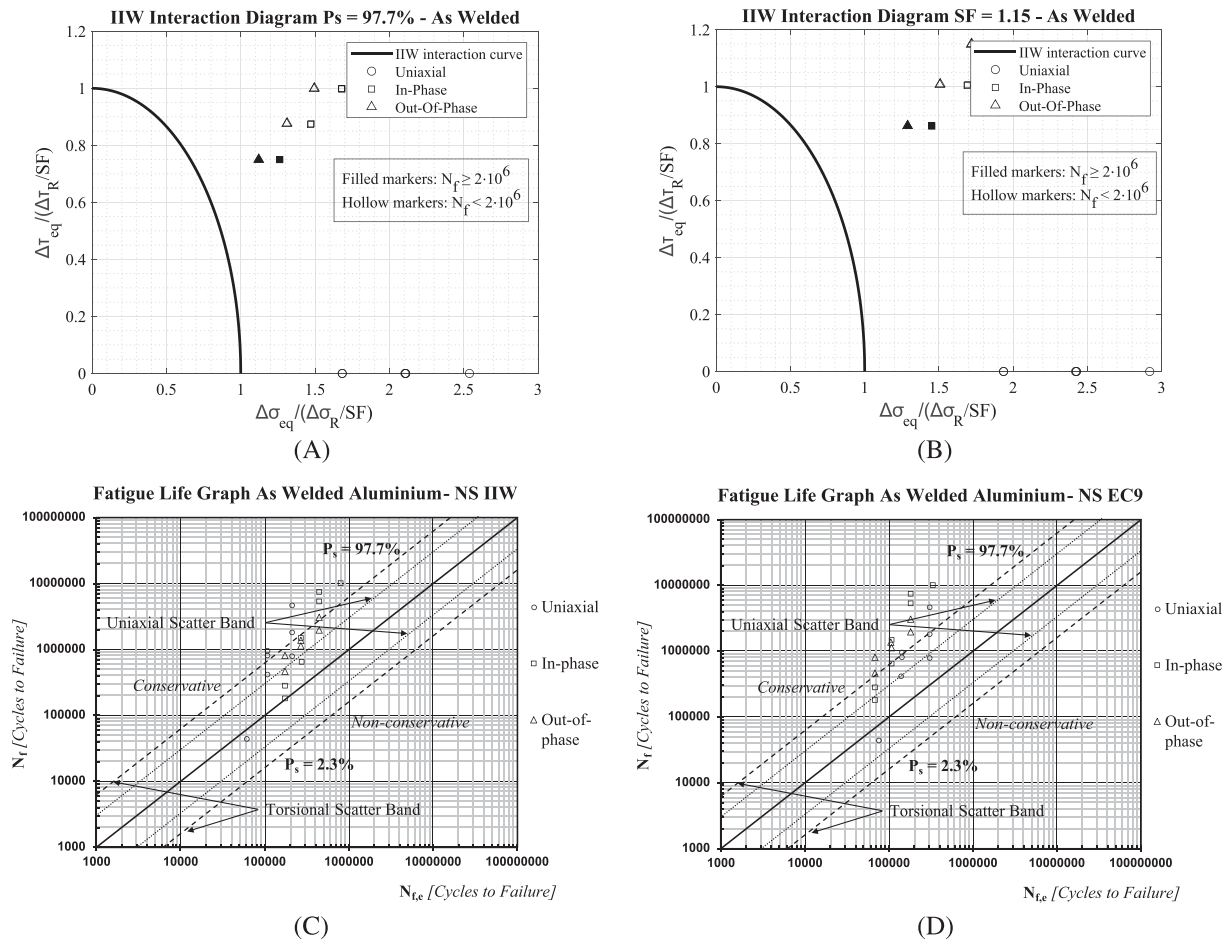 IIW Interaction Diagram Ps = 97.7% - As Welded
1.2
1
0.8
0.6
0.4
0.2
0
0
0.5
1
1.5
2
2.5
3
Δτeq/(ΔτR/SF)
Δσeq/(ΔσR/SF)
IIW interaction curve
Uniaxial
In-Phase
Out-Of-Phase
Filled markers: Nf ≥ 2·10^6
Hollow markers: Nf < 2·10^6
(A)
IIW Interaction Diagram SF = 1.15 - As Welded
1.2
1
0.8
0.6
0.4
0.2
0
0
0.5
1
1.5
2
2.5
3
Δτeq/(ΔτR/SF)
Δσeq/(ΔσR/SF)
IIW interaction curve
Uniaxial
In-Phase
Out-Of-Phase
Filled markers: Nf ≥ 2·10^6
Hollow markers: Nf < 2·10^6
(B)
Fatigue Life Graph As Welded Aluminium- NS IIW
100000000
10000000
1000000
100000
10000
1000
1000
10000
100000
1000000
10000000
100000000
Nf [Cycles to Failure]
Nf,e [Cycles to Failure]
Ps = 97.7%
Uniaxial Scatter Band
Conservative
Non-conservative
Ps = 2.3%
Torsional Scatter Band
Uniaxial
In-phase
Out-of-
phase
(C)
Fatigue Life Graph As Welded Aluminium- NS EC9
100000000
10000000
1000000
100000
10000
1000
1000
10000
100000
1000000
10000000
100000000
Nf [Cycles to Failure]
Nf,e [Cycles to Failure]
Ps = 97.7%
Uniaxial Scatter Band
Conservative
Non-conservative
Ps = 2.3%
Torsional Scatter Band
Uniaxial
In-phase
Out-of-
phase
(D)